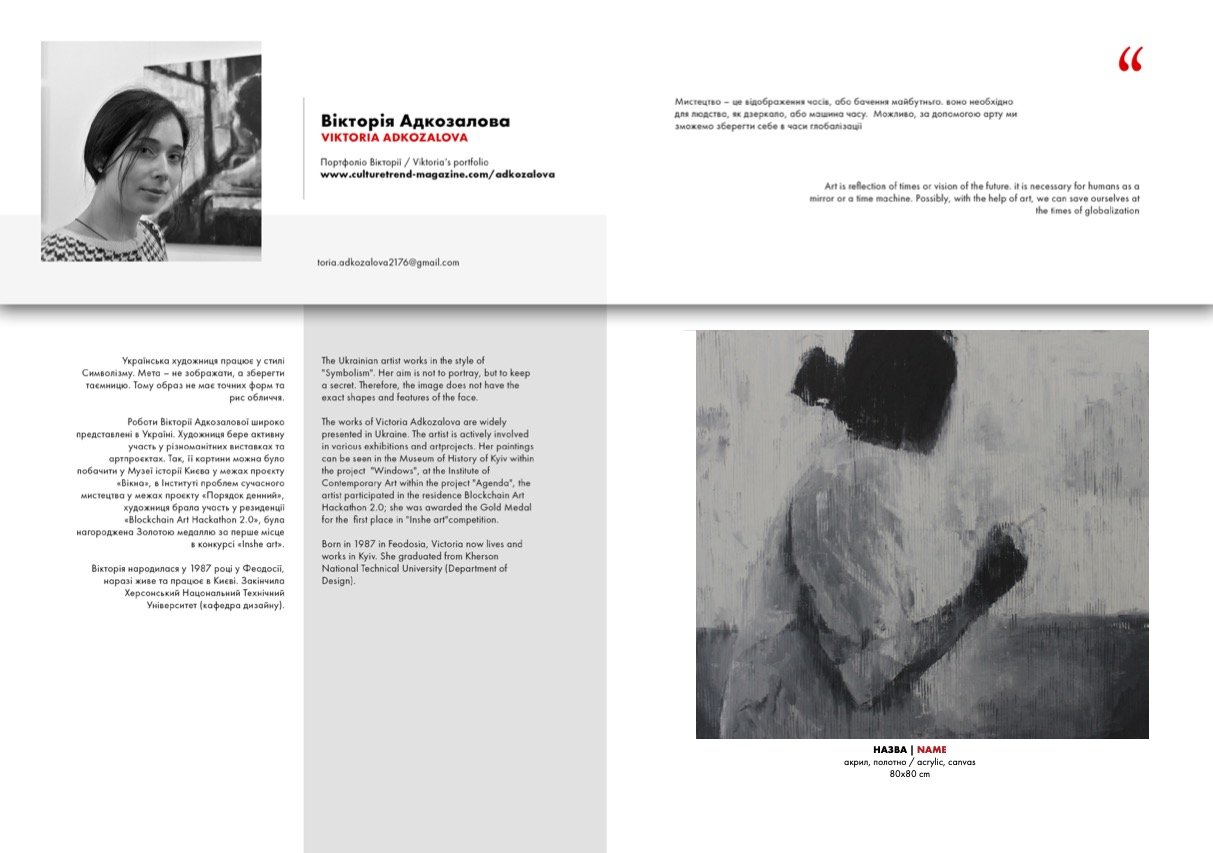 “
Вікторія Адкозалова
VIKTORIA ADKOZALOVA
Портфоліо Вікторії / Viktoria's portfolio
www.culturetrend-magazine.com/adkozalova
toria.adkozalova2176@gmail.com
Мистецтво – це відображення часів, або бачення майбутньго. воно необхідно
для людства, як дзеркало, або машина часу. Можливо, за допомогою арту ми
зможемо зберегти себе в часи глобалізації
Art is reflection of times or vision of the future. it is necessary for humans as a
mirror or a time machine. Possibly, with the help of art, we can save ourselves at
the times of globalization
Українська художниця працює у стилі
Символізму. Мета – не зображати, а зберегти
таємницю. Тому образ не має точних форм та
рис обличчя.
Роботи Вікторії Адкозалової широко
представлені в Україні. Художниця бере активну
участь у різноманітних виставках та
артпроєктах. Так, її картини можна було
побачити у Музеї історії Києва у межах проєкту
«Вікна», в Інституті проблем сучасного
мистецтва у межах проєкту «Порядок денний»,
художниця брала участь у резиденції
«Blockchain Art Hackathon 2.0», була
нагороджена Золотою медаллю за перше місце
в конкурсі «Inshe art».
Вікторія народилася у 1987 році у Феодосії,
наразі живе та працює в Києві. Закінчила
Херсонський Нацональний Технічний
Університет (кафедра дизайну).
The Ukrainian artist works in the style of
"Symbolism". Her aim is not to portray, but to keep
a secret. Therefore, the image does not have the
exact shapes and features of the face.
The works of Victoria Adkozalova are widely
presented in Ukraine. The artist is actively involved
in various exhibitions and artprojects. Her paintings
can be seen in the Museum of History of Kyiv within
the project "Windows", at the Institute of
Contemporary Art within the project "Agenda", the
artist participated in the residence Blockchain Art
Hackathon 2.0; she was awarded the Gold Medal
for the first place in "Inshe art"competition.
Born in 1987 in Feodosia, Victoria now lives and
works in Kyiv. She graduated from Kherson
National Technical University (Department of
Design).
НАЗВА | NAME
акрил, полотно / acrylic, canvas
80x80 cm